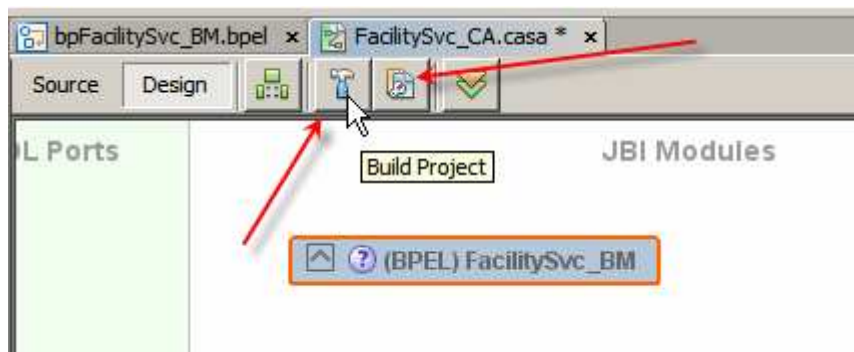 bpFacilitySvc_BM.bpel x FacilitySvc_CA.casa * x
Source Design
L Ports JBI Modules
Build Project
(BPEL) FacilitySvc_BM